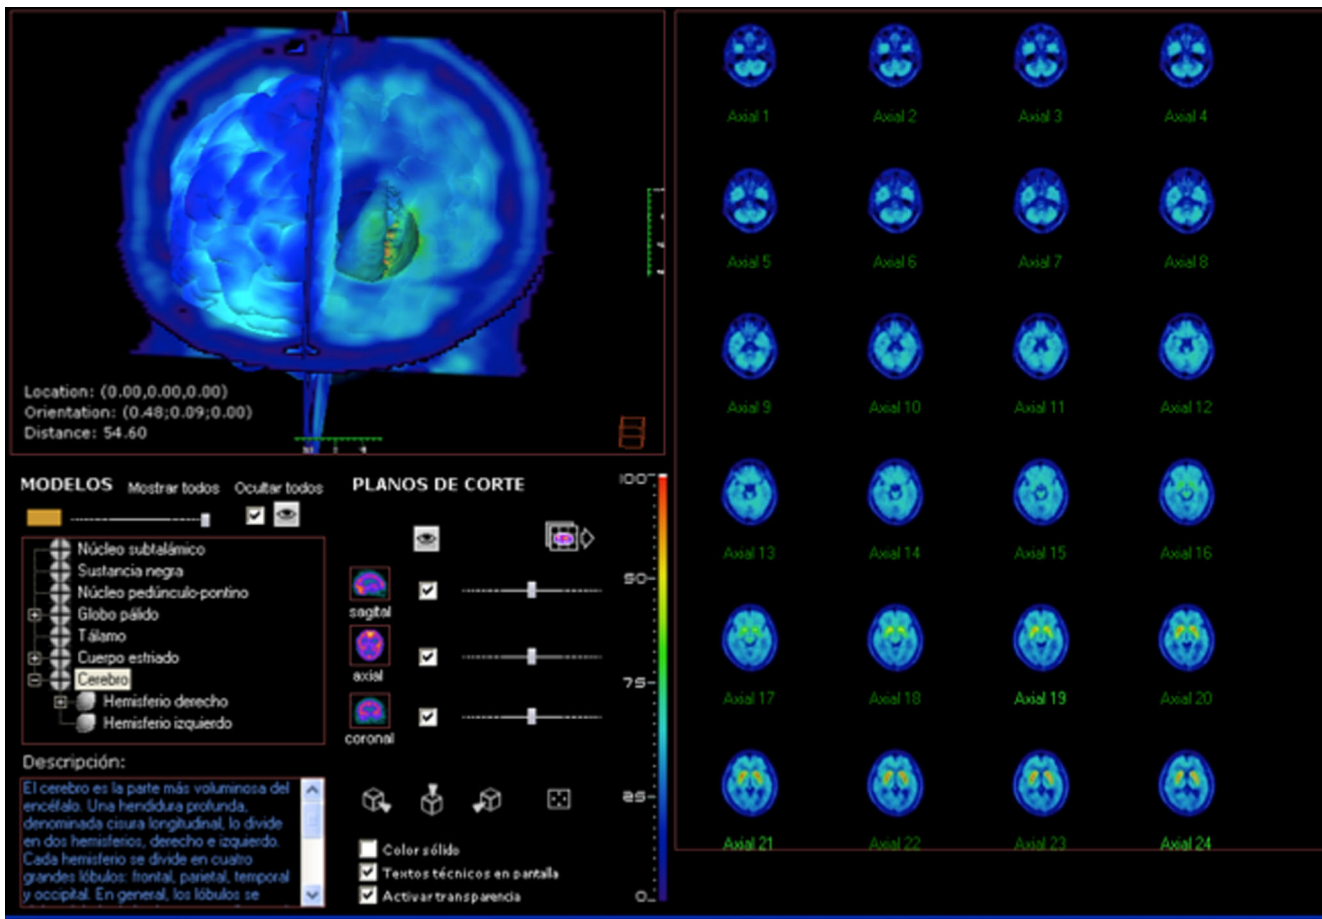 Location: (0.00,0.00,0.00)
Orientation: (0.48;0.09;0.00)
Distance: 54.60
MODELOS Mostrar todos Ocultar todos
Núcleo subtalámico
Sustancia negra
Núcleo pedúnculo-pontino
Globo pálido
Tálamo
Cuerpo estriado
Cerebro
Hemisferio derecho
Hemisferio izquierdo
Descripción:
El cerebro es la parte más voluminosa del
encéfalo. Una hendidura profunda,
denominada cisura longitudinal, lo divide
en dos hemisferios, derecho e izquierdo.
Cada hemisferio se divide en cuatro
grandes lóbulos: frontal, parietal, temporal
y occipital. En general, los lóbulos se
PLANOS DE CORTE
sagital
axial
coronal
Color sólido
Textos técnicos en pantalla
Activar transparencia
100
50
75
25
0
Axial 1 Axial 2 Axial 3 Axial 4
Axial 5 Axial 6 Axial 7 Axial 8
Axial 9 Axial 10 Axial 11 Axial 12
Axial 13 Axial 14 Axial 15 Axial 16
Axial 17 Axial 18 Axial 19 Axial 20
Axial 21 Axial 22 Axial 23 Axial 24